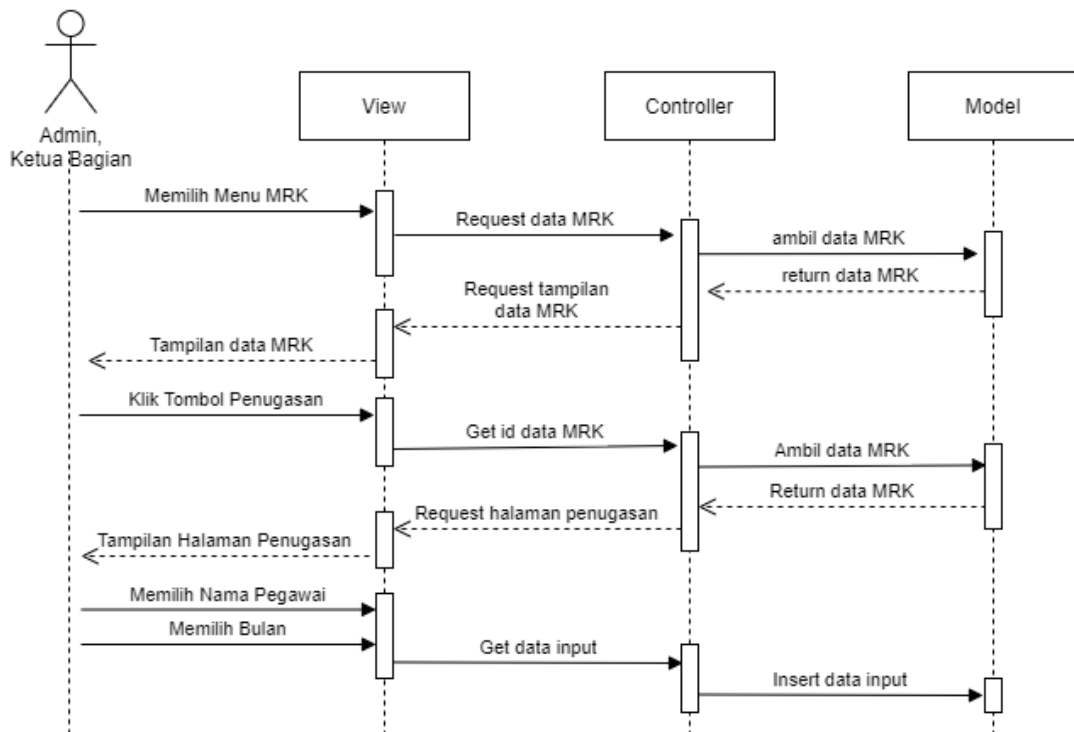 Admin,
Ketua Bagian
View
Controller
Model
Memilih Menu MRK
Request data MRK
ambil data MRK
return data MRK
Request tampilan
data MRK
Tampilan data MRK
Klik Tombol Penugasan
Get id data MRK
Ambil data MRK
Return data MRK
Request halaman penugasan
Tampilan Halaman Penugasan
Memilih Nama Pegawai
Memilih Bulan
Get data input
Insert data input